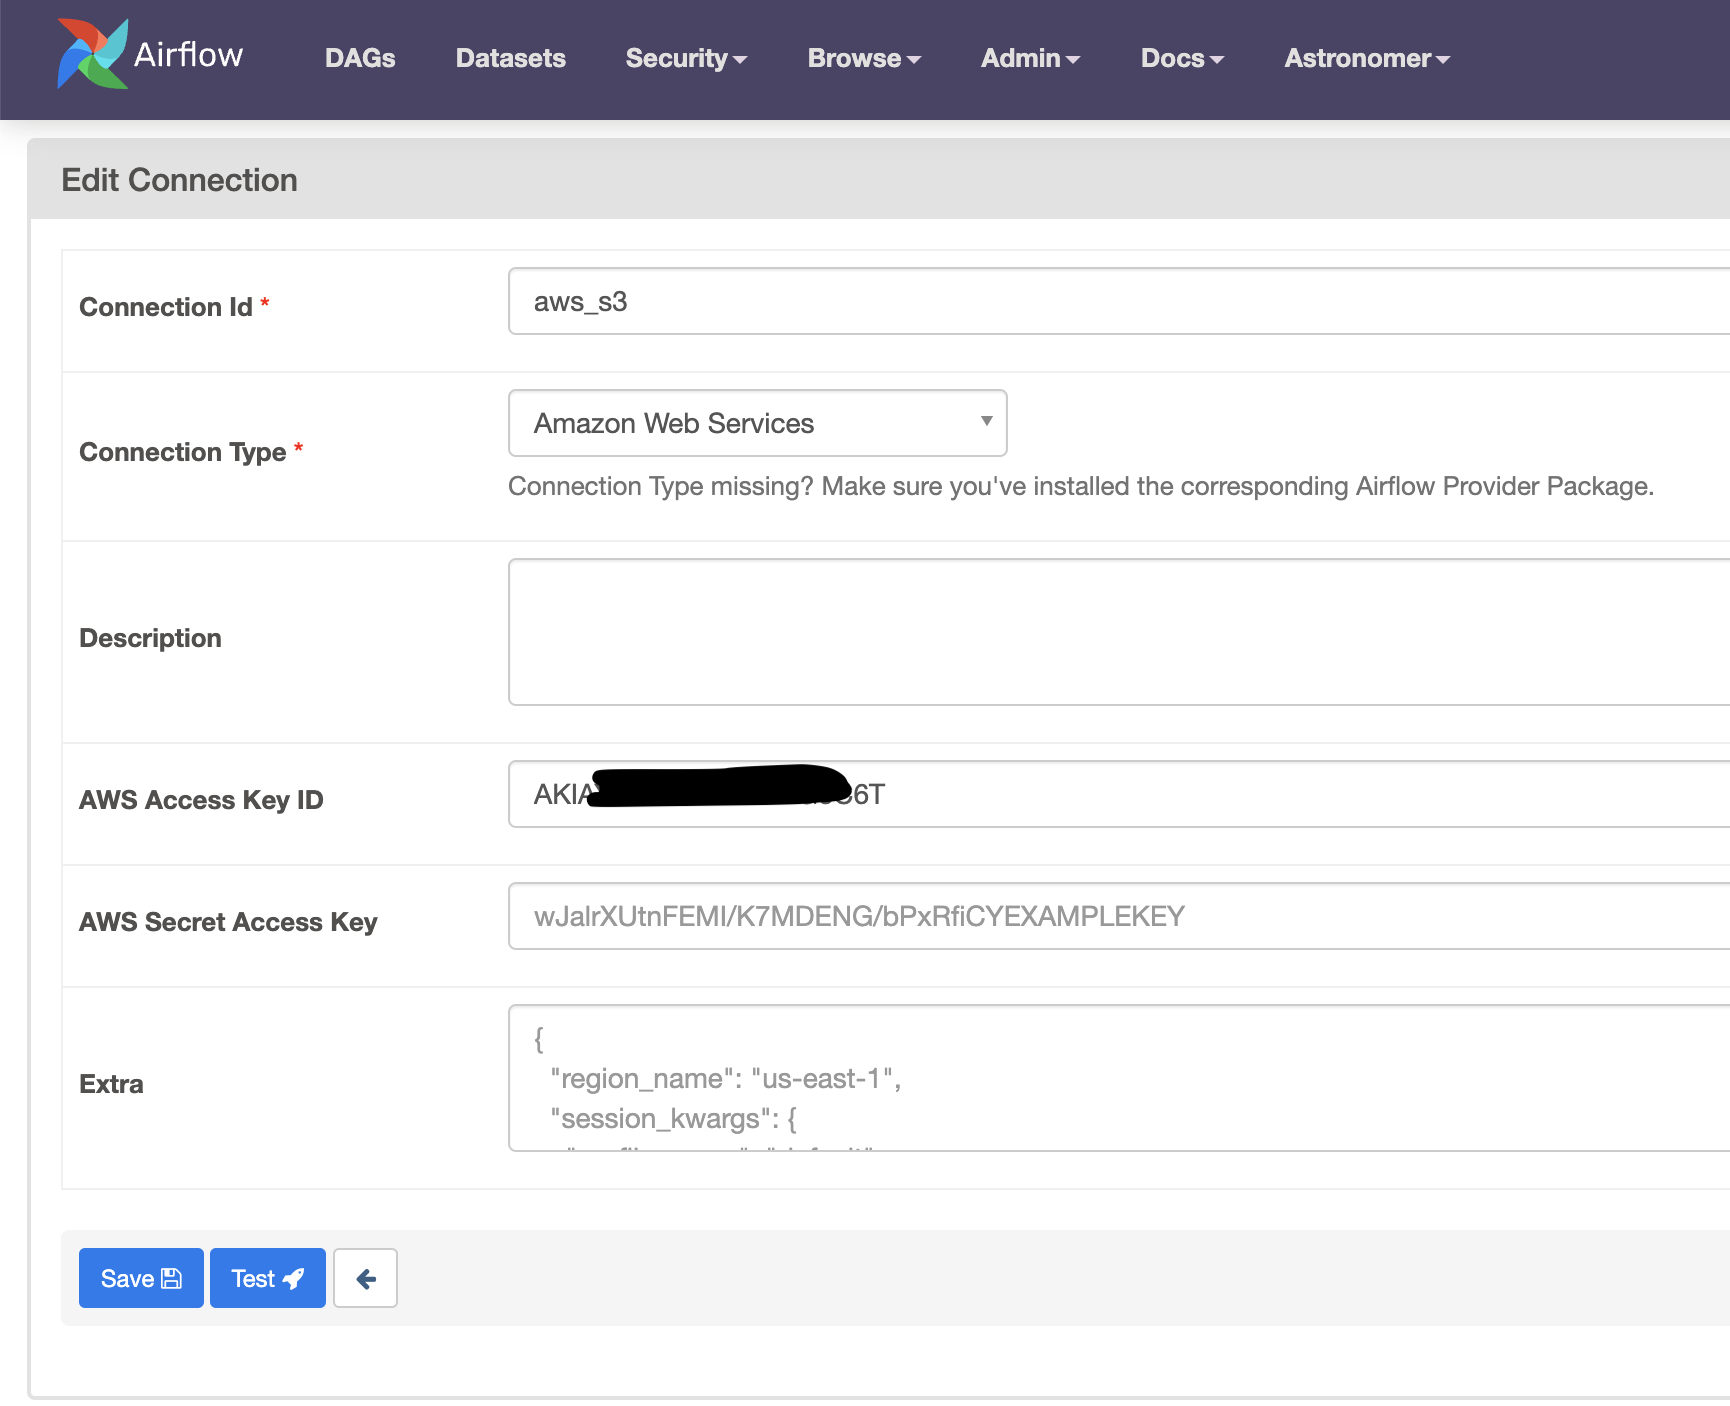 Airflow DAGs Datasets Security Browse Admin Docs Astronomer
Edit Connection
Connection Id *
aws_s3
Connection Type *
Amazon Web Services
Connection Type missing? Make sure you've installed the corresponding Airflow Provider Package.
Description
AWS Access Key ID
AKIA 6T
AWS Secret Access Key
wJalrXUtnFEMI/K7MDENG/bPxRfiCYEXAMPLEKEY
Extra
{
"region_name": "us-east-1",
"session_kwargs": {
Save Test